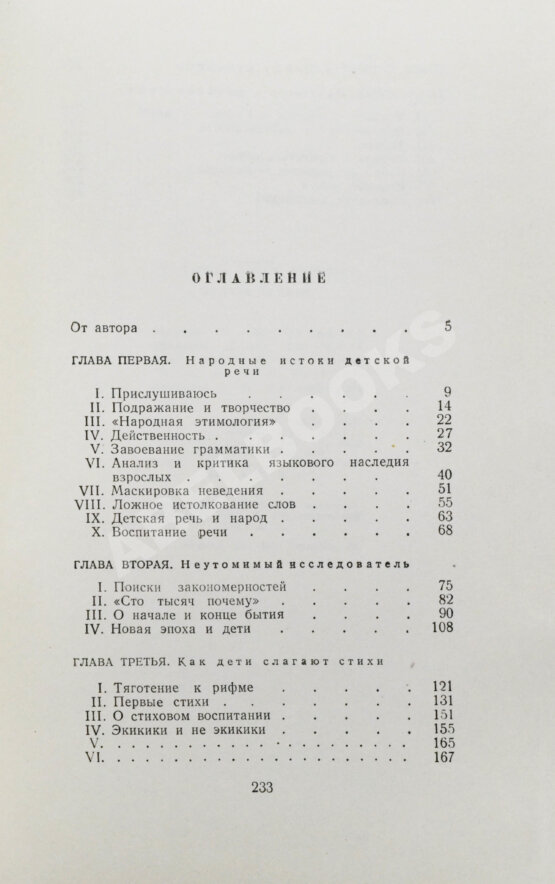 ОГЛАВЛЕНИЕ
От автора . . . . . . . . . 5
ГЛАВА ПЕРВАЯ. Народные истоки детской
речи
I. Прислушиваюсь . . . . . . 9
II. Подражание и творчество . . . . 14
III. «Народная этимология» . . . . . 22
IV. Действенность . . . . . . . 27
V. Завоевание грамматики . . . . . 32
VI. Анализ и критика языкового наследия
взрослых . . . . . . . . 40
VII. Маскировка неведения . . . . . 51
VIII. Ложное истолкование слов . . . . 55
IX. Детская речь и народ . . . . . 63
X. Воспитание речи . . . . . . 68
ГЛАВА ВТОРАЯ. Неутомимый исследователь
I. Поиски закономерностей . . . . 75
II. «Сто тысяч почему» . . . . . 82
III. О начале и конце бытия . . . . 90
IV. Новая эпоха и дети . . . . . 108
ГЛАВА ТРЕТЬЯ. Как дети слагают стихи
I. Тяготение к рифме . . . . . 121
II. Первые стихи . . . . . . . 131
III. О стиховом воспитании . . . . . 151
IV. Экикики и не экикики . . . . . 155
V. . . . . . . . . . . . . . . . . . . 165
VI. . . . . . . . . . . . . . . . . . . 167
233